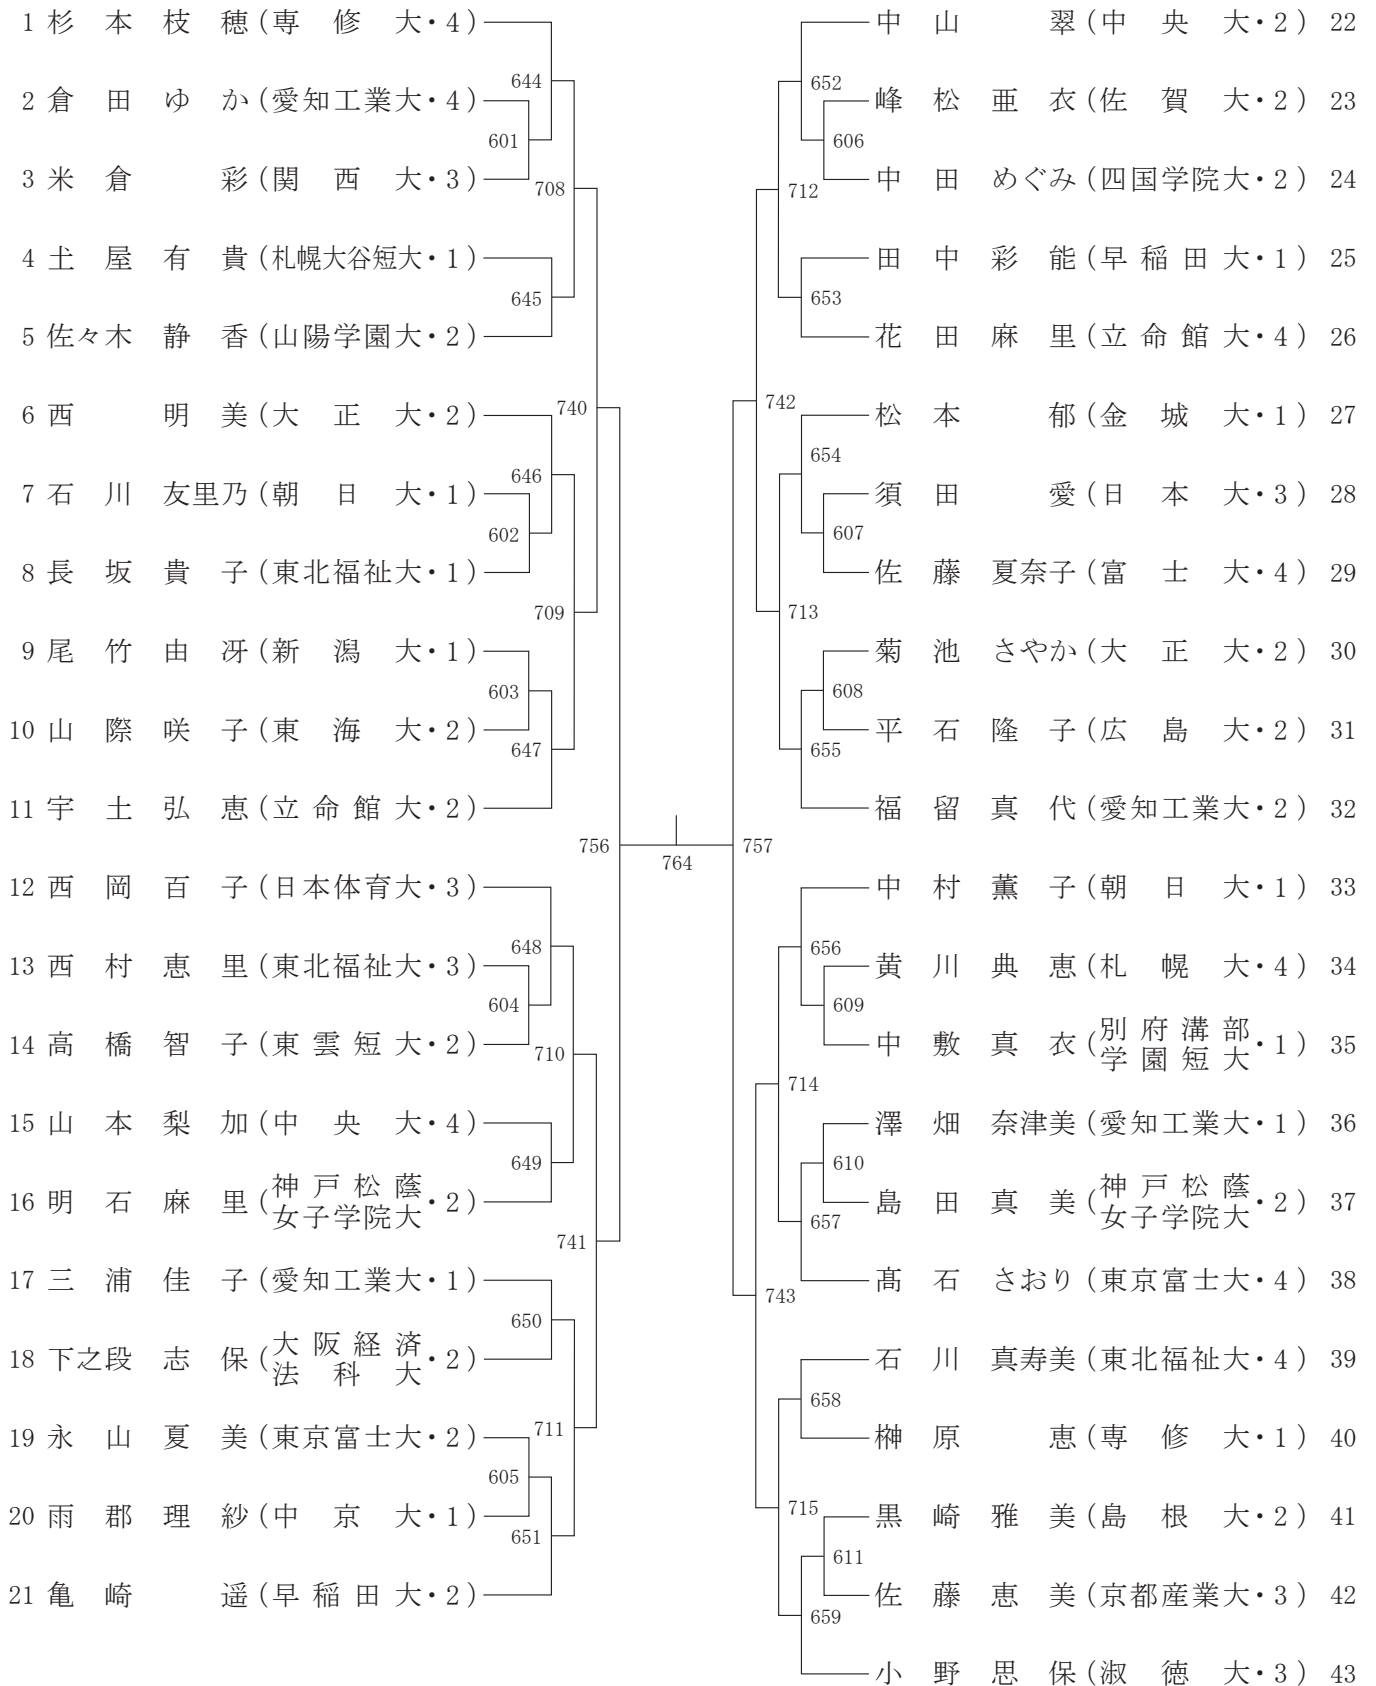 1 杉本枝穂(専修大・4)
2 倉田ゆか(愛知工業大・4)
3 米倉彩(関西大・3)
4 土屋有貴(札幌大谷短大・1)
5 佐々木静香(山陽学園大・2)
6 西明美(大正大・2)
7 石川友里乃(朝日大・1)
8 長坂貴子(東北福祉大・1)
9 尾竹由冴(新潟大・1)
10 山際咲子(東海大・2)
11 宇土弘恵(立命館大・2)
12 西岡百子(日本体育大・3)
13 西村恵里(東北福祉大・3)
14 高橋智子(東雲短大・2)
15 山本梨加(中央大・4)
16 明石麻里(神戸松蔭女子学院大・2)
17 三浦佳子(愛知工業大・1)
18 下之段志保(大阪経済法科大・2)
19 永山夏美(東京富士大・2)
20 雨郡理紗(中京大・1)
21 亀崎遥(早稲田大・2)
644
601
708
645
740
646
602
709
603
647
756
648
604
710
649
741
650
711
605
651
764
652
606
712
653
742
654
607
713
608
655
757
656
609
714
610
657
743
658
715
611
659
中山翠(中央大・2) 22
峰松亜衣(佐賀大・2) 23
中田めぐみ(四国学院大・2) 24
田中彩能(早稲田大・1) 25
花田麻里(立命館大・4) 26
松本郁(金城大・1) 27
須田愛(日本大・3) 28
佐藤夏奈子(富士大・4) 29
菊池さやか(大正大・2) 30
平石隆子(広島大・2) 31
福留真代(愛知工業大・2) 32
中村薫子(朝日大・1) 33
黄川典恵(札幌大・4) 34
中敷真衣(別府溝部学園短大・1) 35
澤畑奈津美(愛知工業大・1) 36
島田真美(神戸松蔭女子学院大・2) 37
髙石さおり(東京富士大・4) 38
石川真寿美(東北福祉大・4) 39
榊原恵(専修大・1) 40
黒崎雅美(島根大・2) 41
佐藤恵美(京都産業大・3) 42
小野思保(淑徳大・3) 43